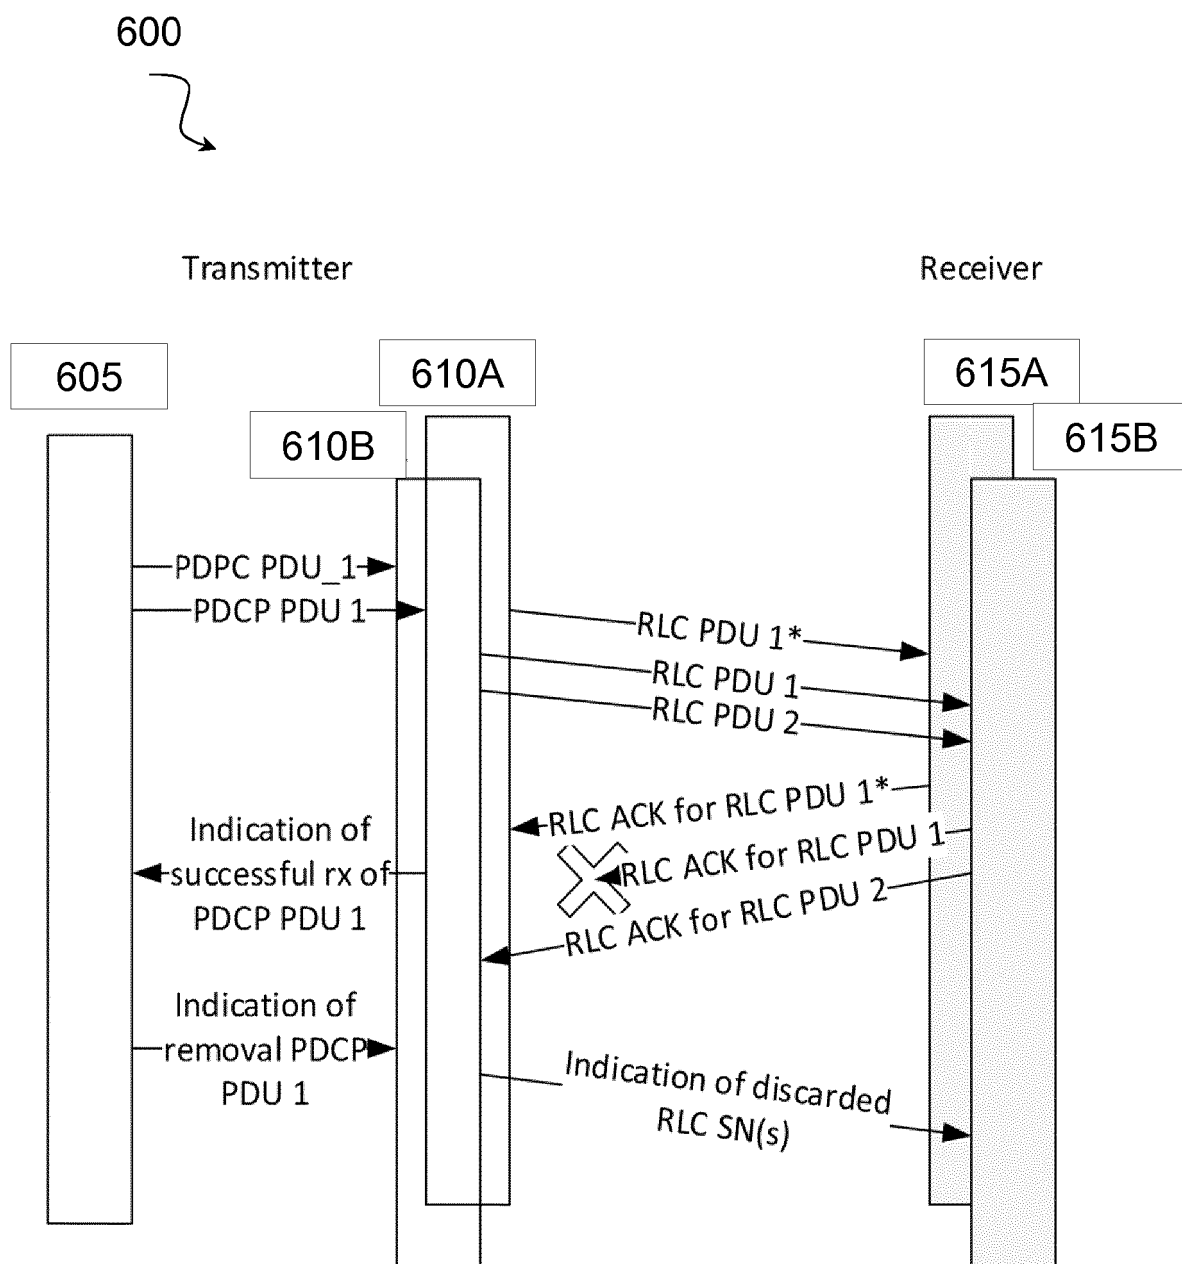 600
Transmitter
Receiver
605
610A
615A
610B
615B
PDPC PDU_1
PDCP PDU 1
RLC PDU 1*
RLC PDU 1
RLC PDU 2
RLC ACK for RLC PDU 1*
RLC ACK for RLC PDU 1
RLC ACK for RLC PDU 2
Indication of
successful rx of
PDCP PDU 1
Indication of
removal PDCP
PDU 1
Indication of discarded
RLC SN(s)